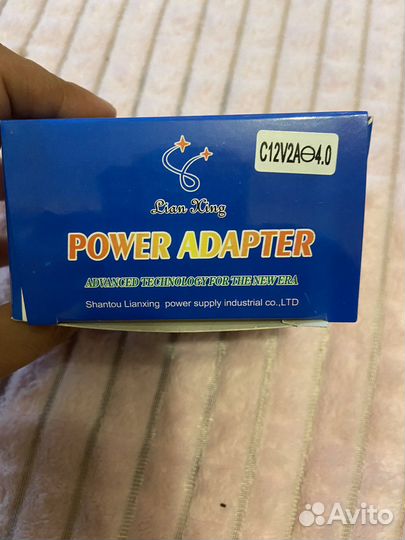 C12V2A⊖4.0
Lian Xing
POWER ADAPTER
ADVANCED TECHNOLOGY FOR THE NEW ERA
Shantou Lianxing power supply industrial co.,LTD
Avito